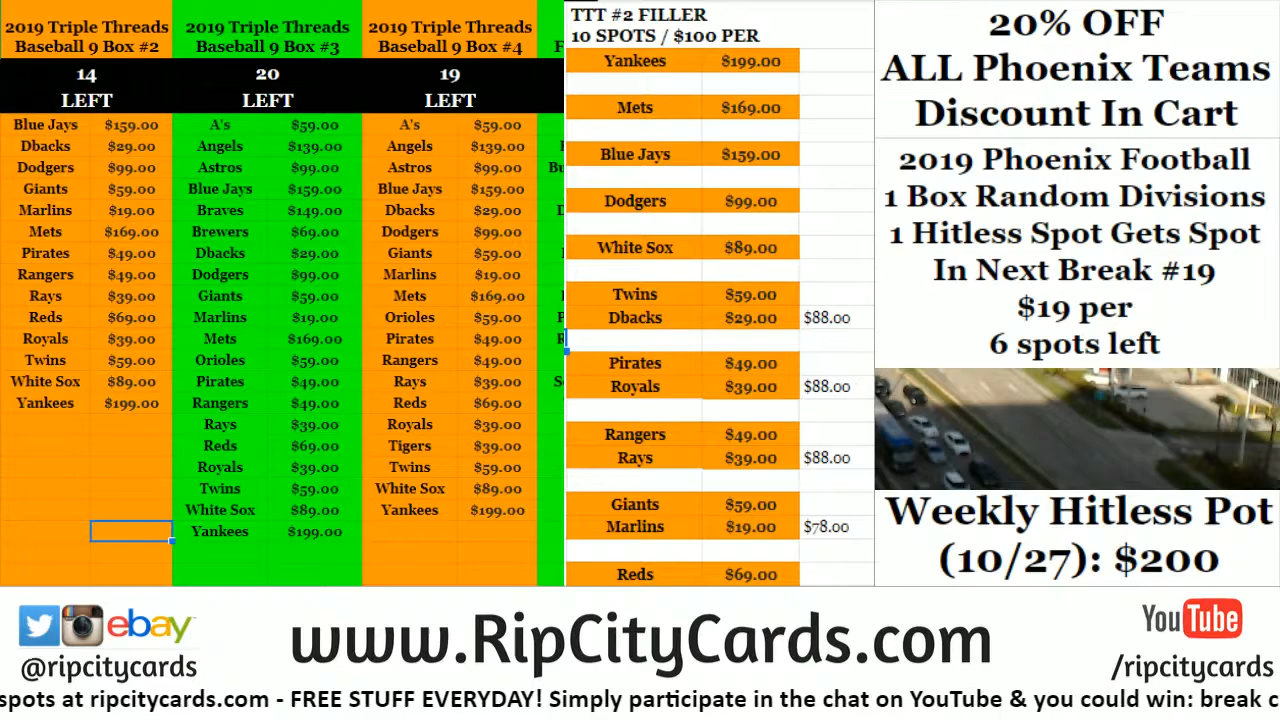 2019 Triple Threads
Baseball 9 Box #2
14
LEFT
Blue Jays $159.00
Dbacks $29.00
Dodgers $99.00
Giants $59.00
Marlins $19.00
Mets $169.00
Pirates $49.00
Rangers $49.00
Rays $39.00
Reds $69.00
Royals $39.00
Twins $59.00
White Sox $89.00
Yankees $199.00
2019 Triple Threads
Baseball 9 Box #3
20
LEFT
A's $59.00
Angels $139.00
Astros $99.00
Blue Jays $159.00
Braves $149.00
Brewers $69.00
Dbacks $29.00
Dodgers $99.00
Giants $59.00
Marlins $19.00
Mets $169.00
Orioles $59.00
Pirates $49.00
Rangers $49.00
Rays $39.00
Reds $69.00
Royals $39.00
Twins $59.00
White Sox $89.00
Yankees $199.00
2019 Triple Threads
Baseball 9 Box #4
19
LEFT
A's $59.00
Angels $139.00
Astros $99.00
Blue Jays $159.00
Dbacks $29.00
Dodgers $99.00
Giants $59.00
Marlins $19.00
Mets $169.00
Orioles $59.00
Pirates $49.00
Rangers $49.00
Rays $39.00
Reds $69.00
Royals $39.00
Tigers $39.00
Twins $59.00
White Sox $89.00
Yankees $199.00
TTT #2 FILLER
10 SPOTS / $100 PER
Yankees $199.00
Mets $169.00
Blue Jays $159.00
Dodgers $99.00
White Sox $89.00
Twins $59.00
Dbacks $29.00 $88.00
Pirates $49.00
Royals $39.00 $88.00
Rangers $49.00
Rays $39.00 $88.00
Giants $59.00
Marlins $19.00 $78.00
Reds $69.00
20% OFF
ALL Phoenix Teams
Discount In Cart
2019 Phoenix Football
1 Box Random Divisions
1 Hitless Spot Gets Spot
In Next Break #19
$19 per
6 spots left
Weekly Hitless Pot
(10/27): $200
ebay
@ripcitycards
www.RipCityCards.com
YouTube
/ripcitycards
spots at ripcitycards.com - FREE STUFF EVERYDAY! Simply participate in the chat on YouTube & you could win: break